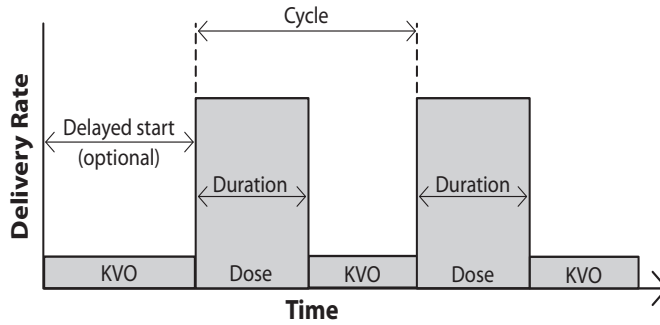 Cycle
Delivery Rate
Delayed start
(optional)
Duration
Duration
KVO
Dose
KVO
Dose
KVO
Time